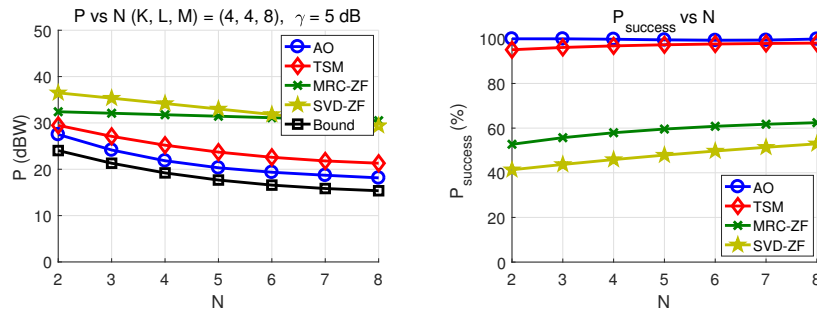 P vs N (K, L, M) = (4, 4, 8), γ = 5 dB
50
40
30
20
10
0
P (dBW)
2 3 4 5 6 7 8
N
AO
TSM
MRC-ZF
SVD-ZF
Bound
P_success vs N
100
80
60
40
20
0
P_success (%)
2 3 4 5 6 7 8
N
AO
TSM
MRC-ZF
SVD-ZF